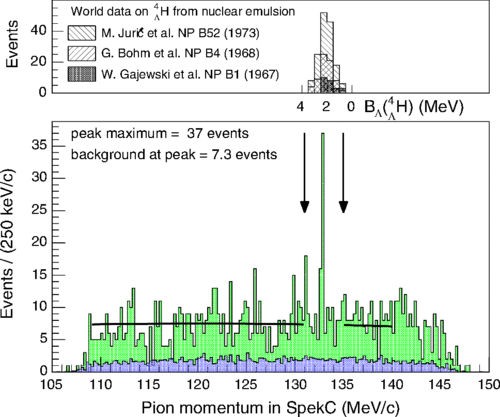 World data on ⁴ΛH from nuclear emulsion
M. Jurič et al. NP B52 (1973)
G. Bohm et al. NP B4 (1968)
W. Gajewski et al. NP B1 (1967)
Events
40
20
0
4 2 0 BΛ(⁴ΛH) (MeV)
peak maximum = 37 events
background at peak = 7.3 events
Events / (250 keV/c)
35
30
25
20
15
10
5
0
105 110 115 120 125 130 135 140 145 150
Pion momentum in SpekC (MeV/c)